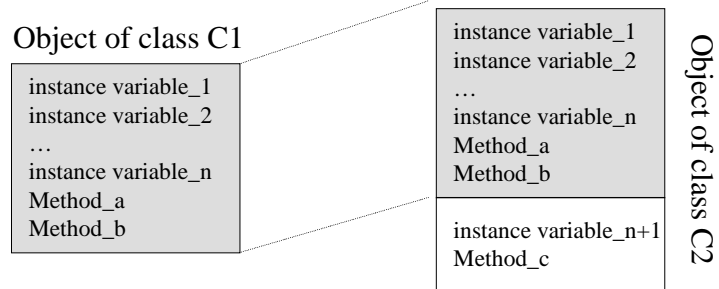 Object of class C1
instance variable_1
instance variable_2
…
instance variable_n
Method_a
Method_b
instance variable_1
instance variable_2
…
instance variable_n
Method_a
Method_b
instance variable_n+1
Method_c
Object of class C2